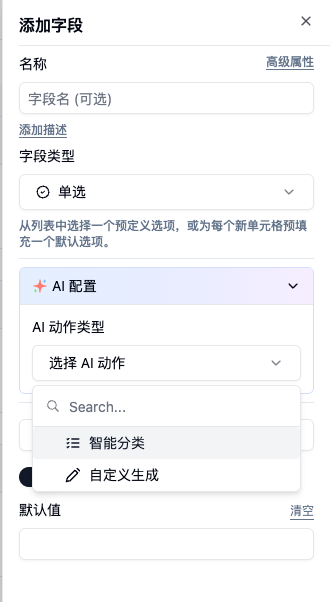 添加字段
名称
高级属性
字段名 (可选)
添加描述
字段类型
单选
从列表中选择一个预定义选项，或为每个新单元格预填
充一个默认选项。
AI 配置
AI 动作类型
选择 AI 动作
Search...
智能分类
自定义生成
默认值
清空